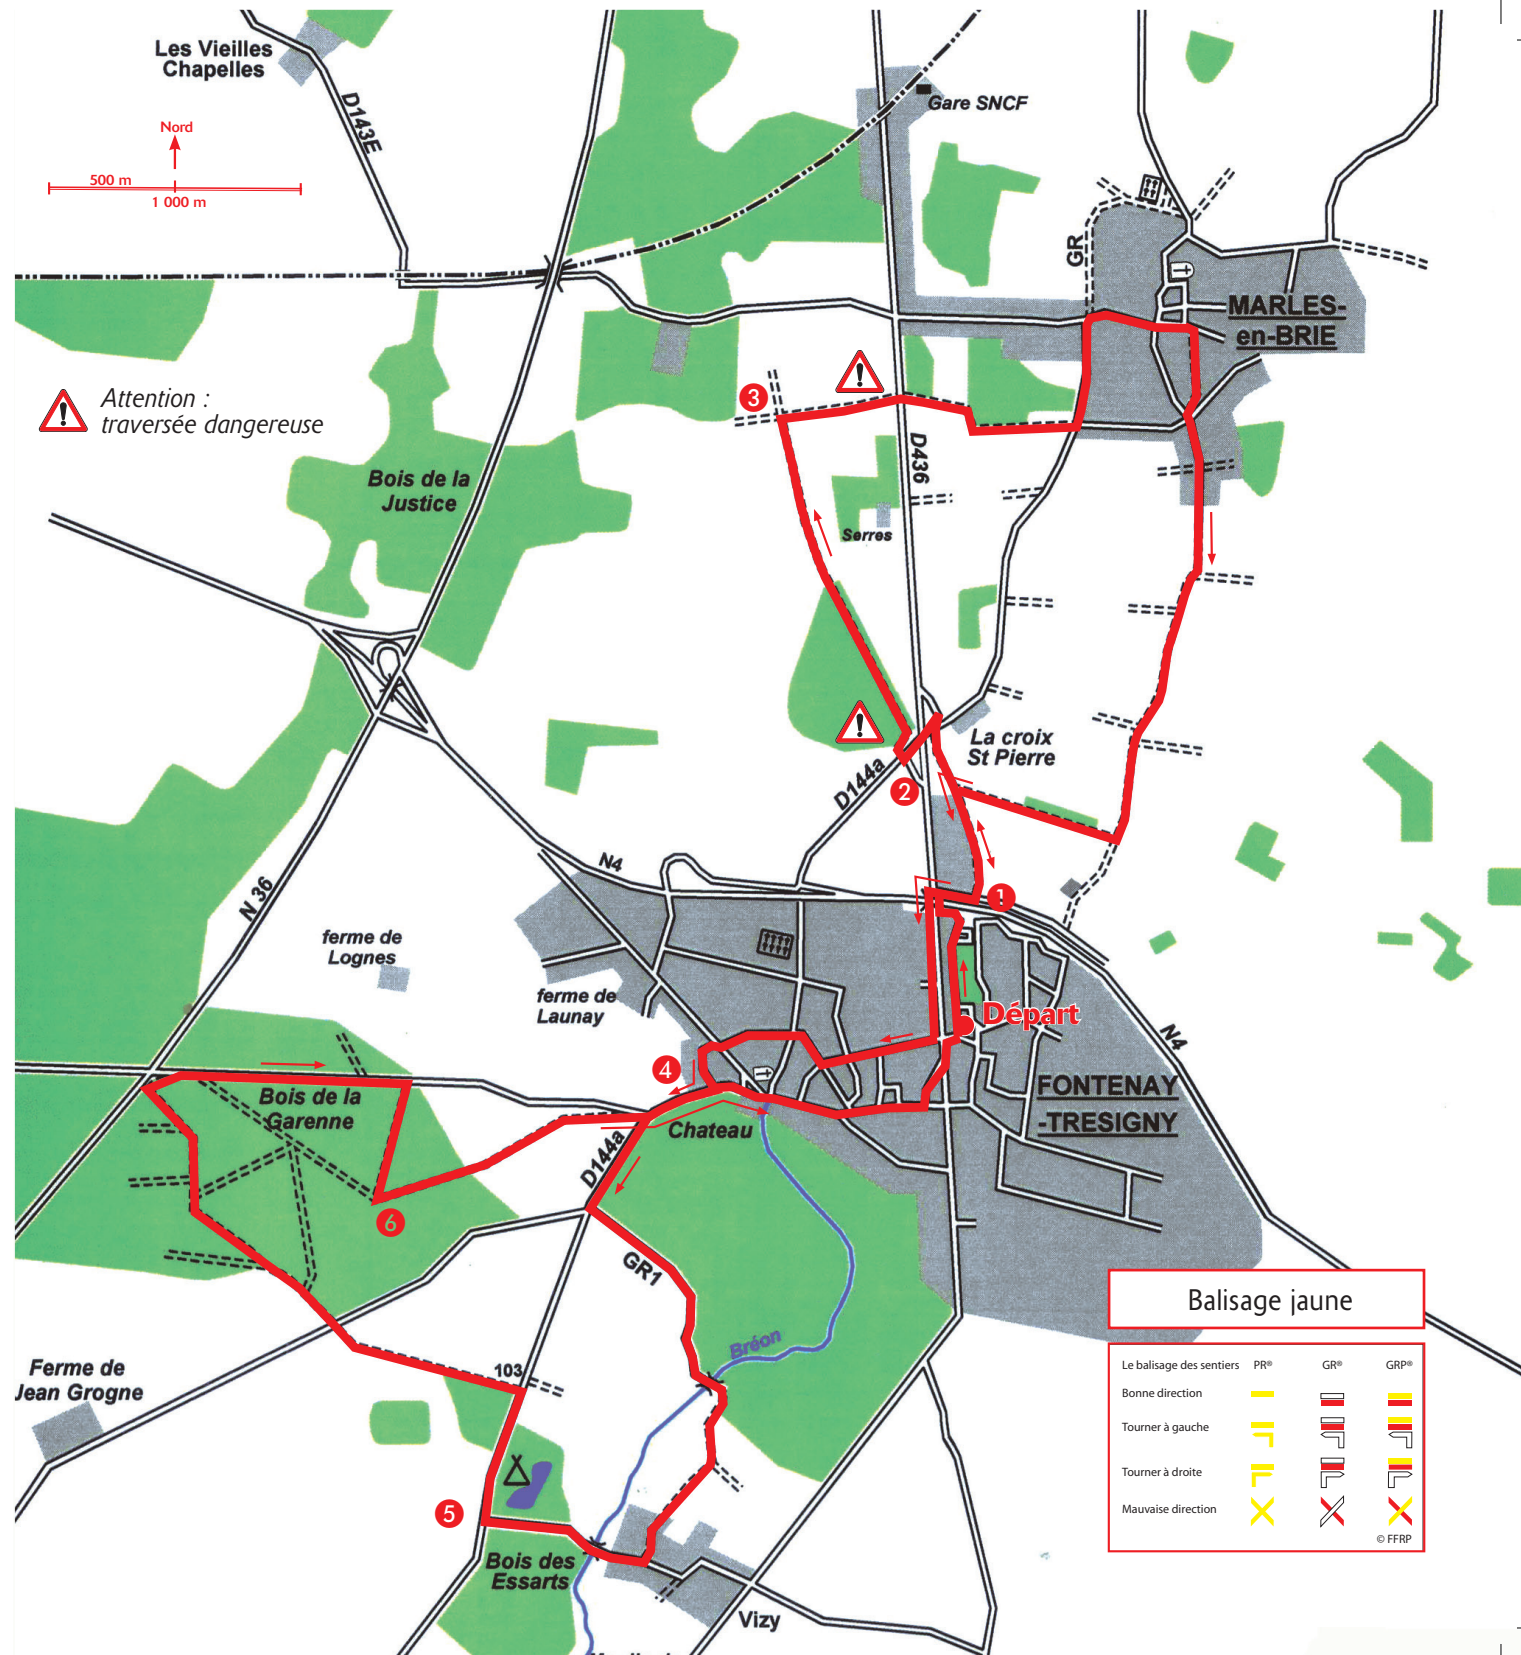 Les Vieilles
Chapelles
D143E
Nord
500 m
1 000 m
Gare SNCF
GR
MARLES-
en-BRIE
Attention :
traversée dangereuse
3
D436
Bois de la
Justice
Serres
La croix
St Pierre
D144a
2
N4
N 36
1
ferme de
Lognes
ferme de
Launay
Départ
N4
4
Bois de la
Garenne
FONTENAY
-TRESIGNY
Chateau
D144a
6
GR1
Bréon
Ferme de
Jean Grogne
103
5
Bois des
Essarts
Vizy
Balisage jaune
Le balisage des sentiers PR® GR® GRP®
Bonne direction
Tourner à gauche
Tourner à droite
Mauvaise direction
© FFRP